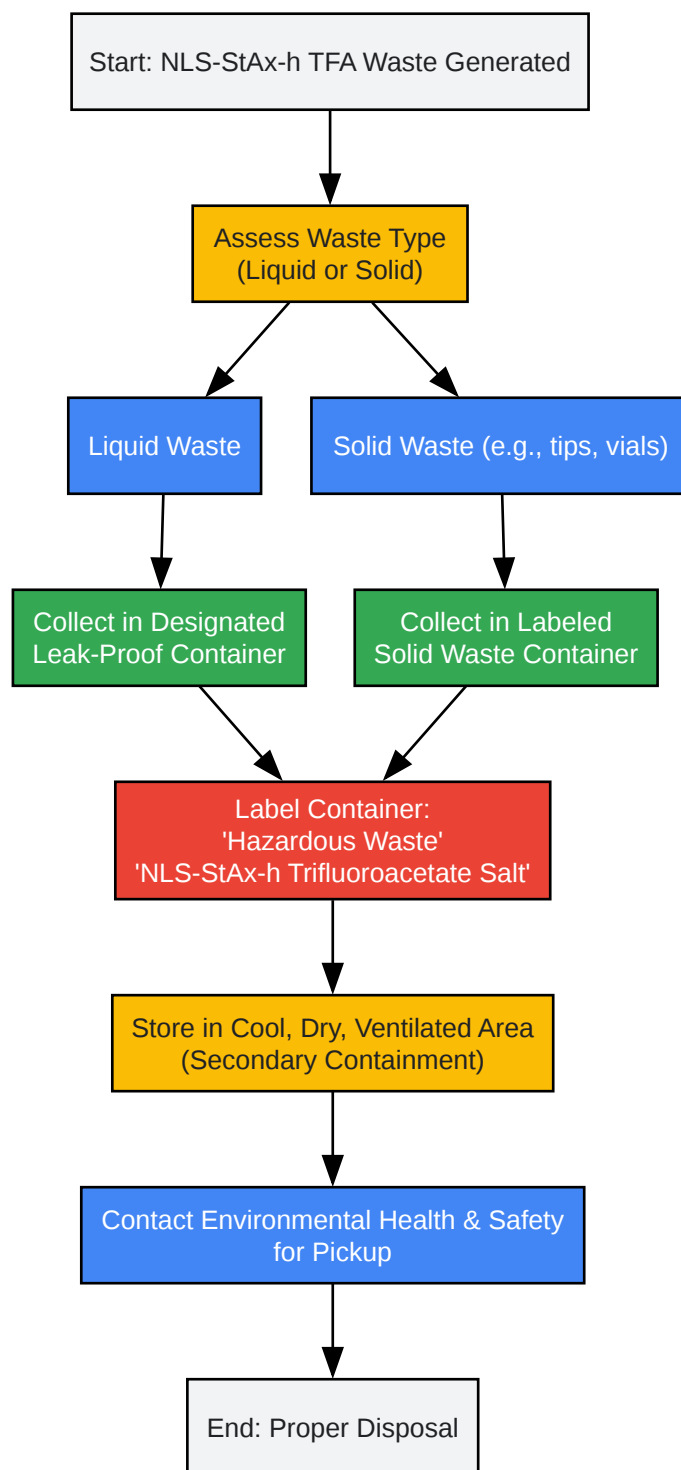 Start: NLS-StAx-h TFA Waste Generated
Assess Waste Type
(Liquid or Solid)
Liquid Waste
Solid Waste (e.g., tips, vials)
Collect in Designated
Leak-Proof Container
Collect in Labeled
Solid Waste Container
Label Container:
'Hazardous Waste'
'NLS-StAx-h Trifluoroacetate Salt'
Store in Cool, Dry, Ventilated Area
(Secondary Containment)
Contact Environmental Health & Safety
for Pickup
End: Proper Disposal